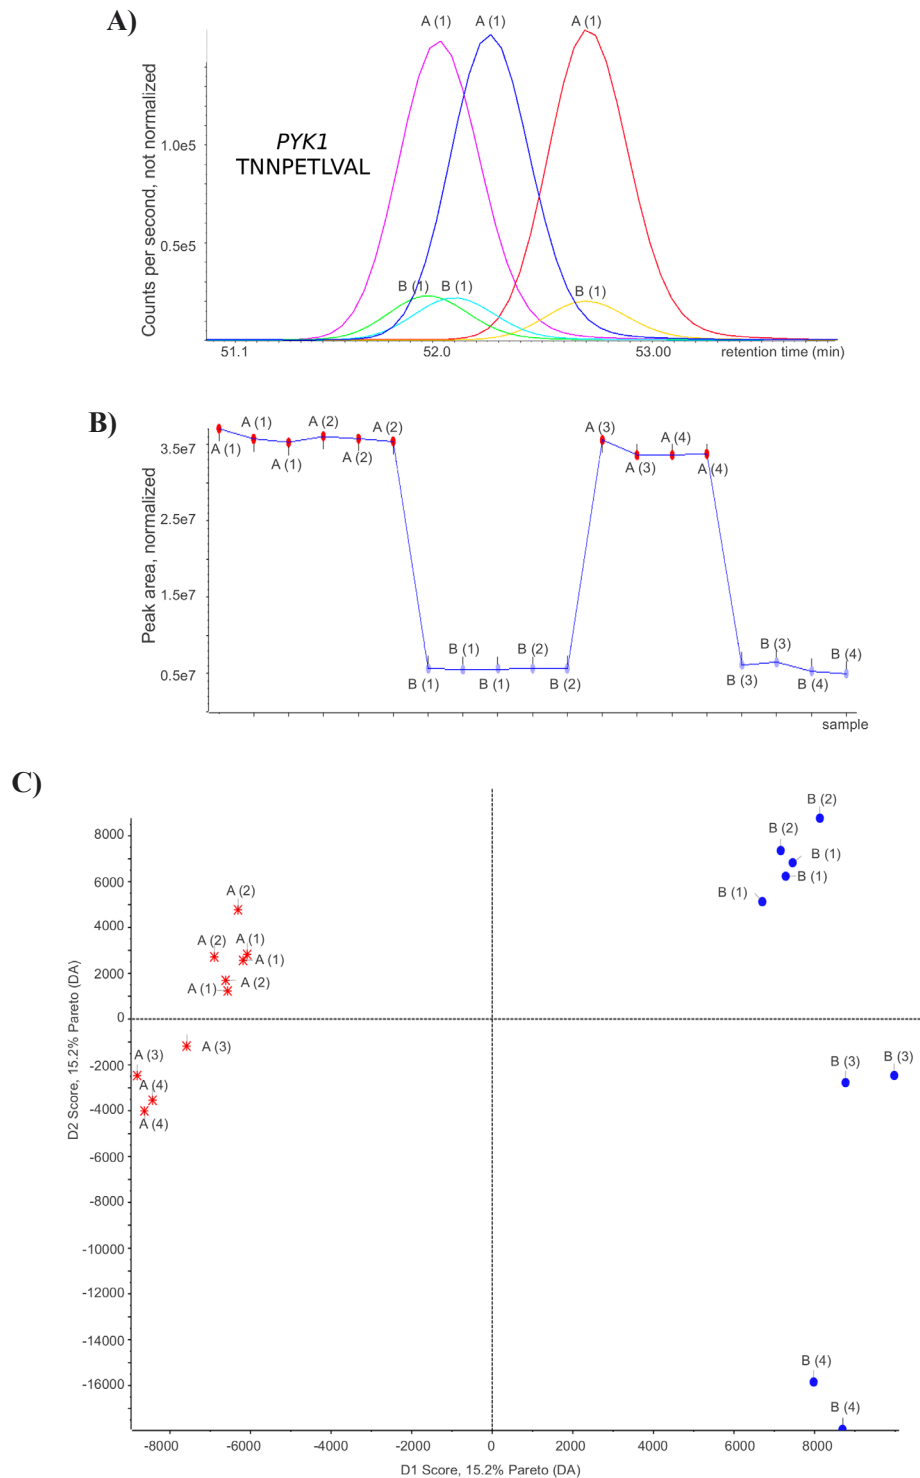 A)
A (1) A (1) A (1)
Counts per second, not normalized
1.0e5
PYK1
TNNPETLVAL
0.5e5
B (1) B (1) B (1)
51.1 52.0 53.00 retention time (min)
B)
Peak area, normalized
A (1) A (2) A (2) A (3) A (4)
3.5e7
A (1) A (1) A (2) A (3) A (4)
2.5e7
1.5e7
B (1) B (2) B (3) B (4)
0.5e7
B (1) B (1) B (2) B (3) B (4)
sample
C)
B (2)
8000
B (2)
B (1)
6000
B (1)
A (2) B (1)
4000
A (2) A (1)
A (1)
2000
A (1) A (2)
0
D2 Score, 15.2% Pareto (DA)
A (3) A (3)
B (3) B (3)
-2000
A (4)
-4000
A (4)
-6000
-8000
-10000
-12000
-14000
B (4)
-16000
B (4)
-8000 -6000 -4000 -2000 0 2000 4000 6000 8000
D1 Score, 15.2% Pareto (DA)